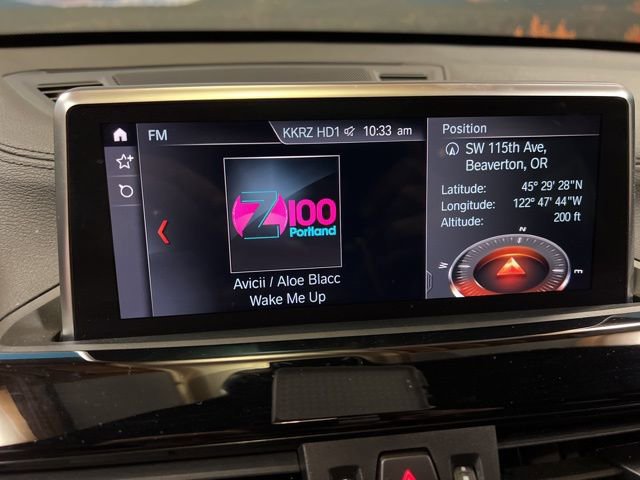 FM
KKRZ HD1 10:33 am
Z100
Portland
Avicii / Aloe Blacc
Wake Me Up
Position
SW 115th Ave,
Beaverton, OR
Latitude: 45° 29' 28"N
Longitude: 122° 47' 44"W
Altitude: 200 ft
N
W
E